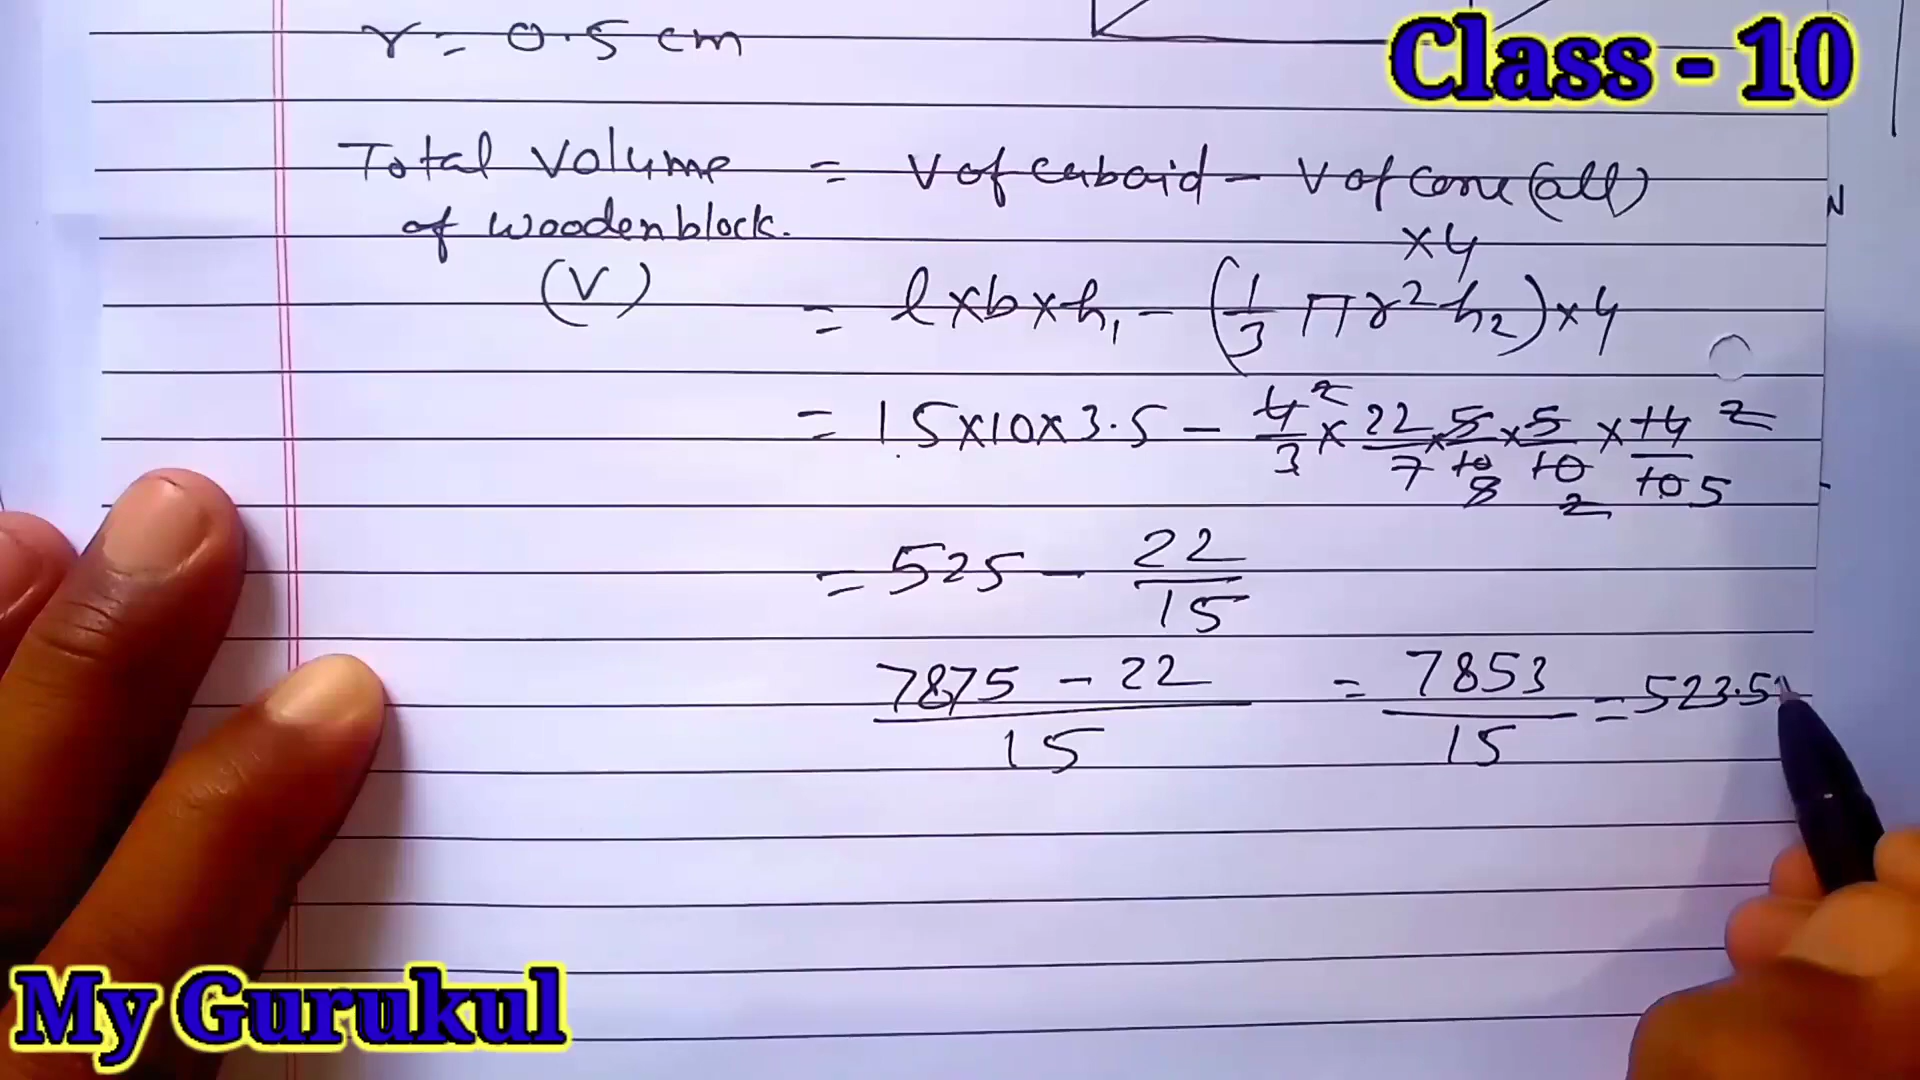 r = 0.5 cm
Class - 10
Total Volume = V of cuboid - V of cone (all)
of wooden block. × 4
(V) = l × b × h₁ - (1/3 π r² h₂) × 4
= 15 × 10 × 3.5 - 4/3 × 22/7 × 5/10 × 5/10 × 14/10
= 525 - 22/15
7875 - 22 / 15 = 7853 / 15 = 523.5
My Gurukul